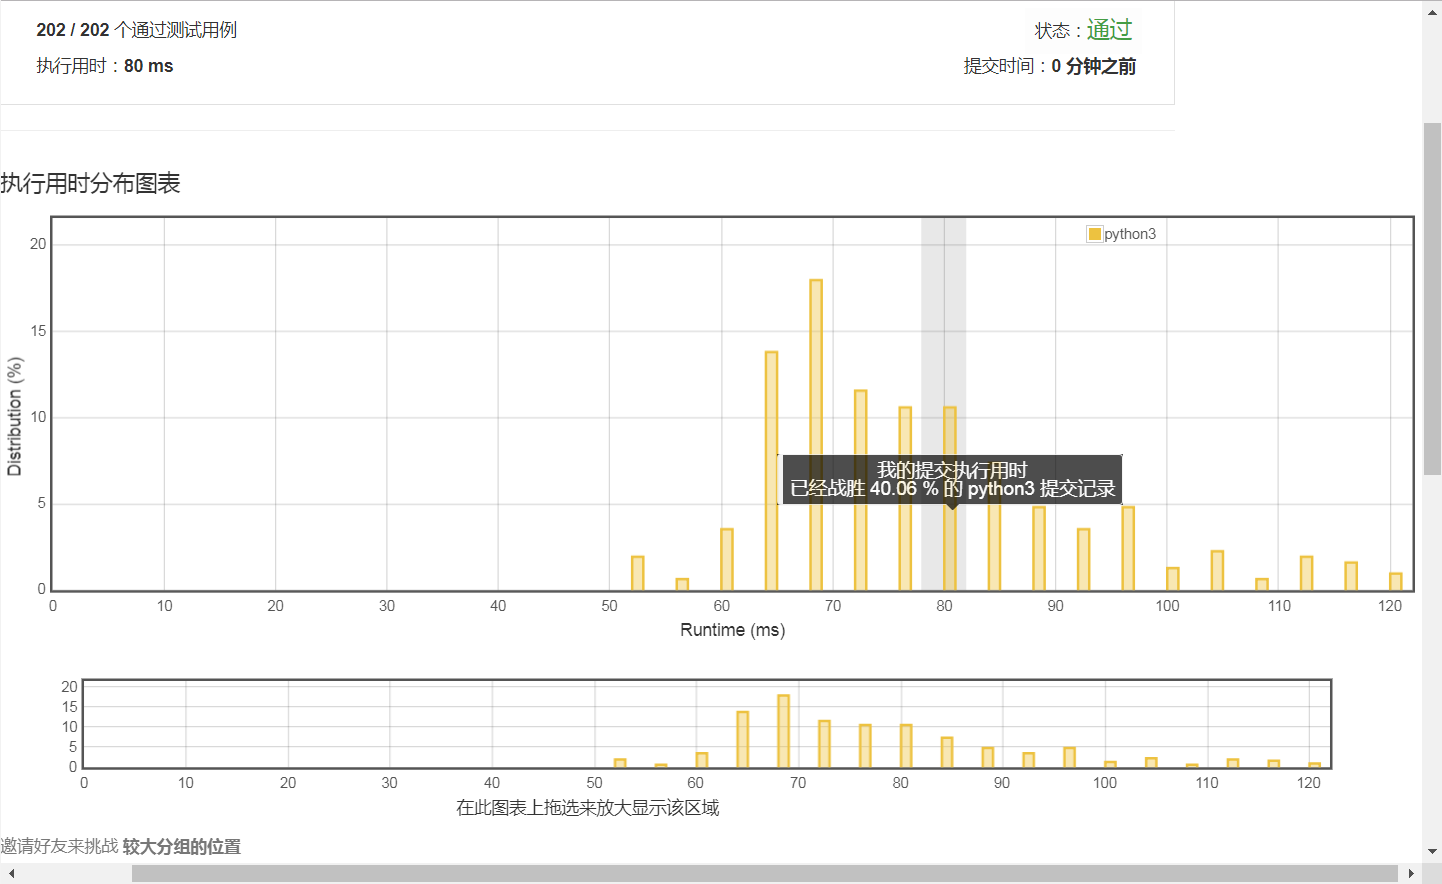 202 / 202 个通过测试用例
状态：通过
执行用时：80 ms
提交时间：0 分钟之前
执行用时分布图表
python3
20
15
10
5
0
Distribution (%)
我的提交执行用时
已经战胜 40.06 % 的 python3 提交记录
0 10 20 30 40 50 60 70 80 90 100 110 120
Runtime (ms)
20
15
10
5
0
0 10 20 30 40 50 60 70 80 90 100 110 120
在此图表上拖选来放大显示该区域
邀请好友来挑战 较大分组的位置